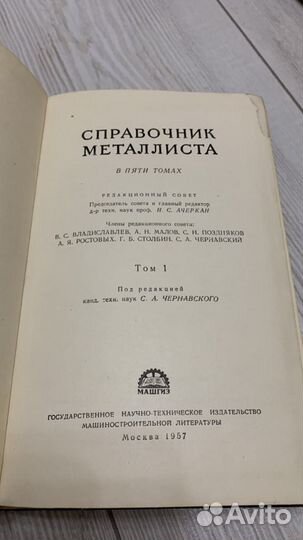 СПРАВОЧНИК
МЕТАЛЛИСТА
В ПЯТИ ТОМАХ
РЕДАКЦИОННЫЙ СОВЕТ
Председатель совета и главный редактор
д-р техн. наук проф. Н. С. АЧЕРКАН
Члены редакционного совета:
В. С. ВЛАДИСЛАВЛЕВ, А. Н. МАЛОВ, С. Н. ПОЗДНЯКОВ
А. Я. РОСТОВЫХ, Г. Б. СТОЛБИН, С. А. ЧЕРНАВСКИЙ
Том 1
Под редакцией
канд. техн. наук С. А. ЧЕРНАВСКОГО
МАШГИЗ
ГОСУДАРСТВЕННОЕ НАУЧНО-ТЕХНИЧЕСКОЕ ИЗДАТЕЛЬСТВО
МАШИНОСТРОИТЕЛЬНОЙ ЛИТЕРАТУРЫ
Москва 1957
Avito